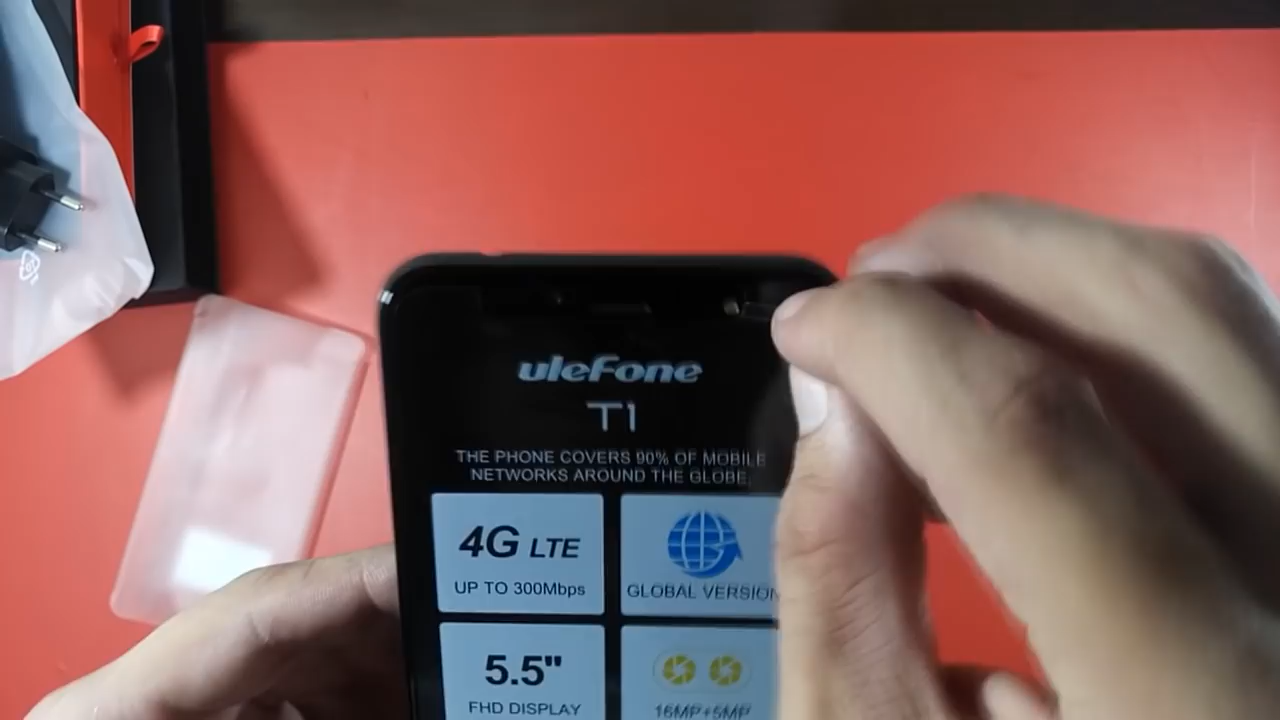 uleFone
T1
THE PHONE COVERS 90% OF MOBILE
NETWORKS AROUND THE GLOBE,
4G LTE
UP TO 300Mbps
GLOBAL VERSION
5.5"
FHD DISPLAY
16MP+5MP